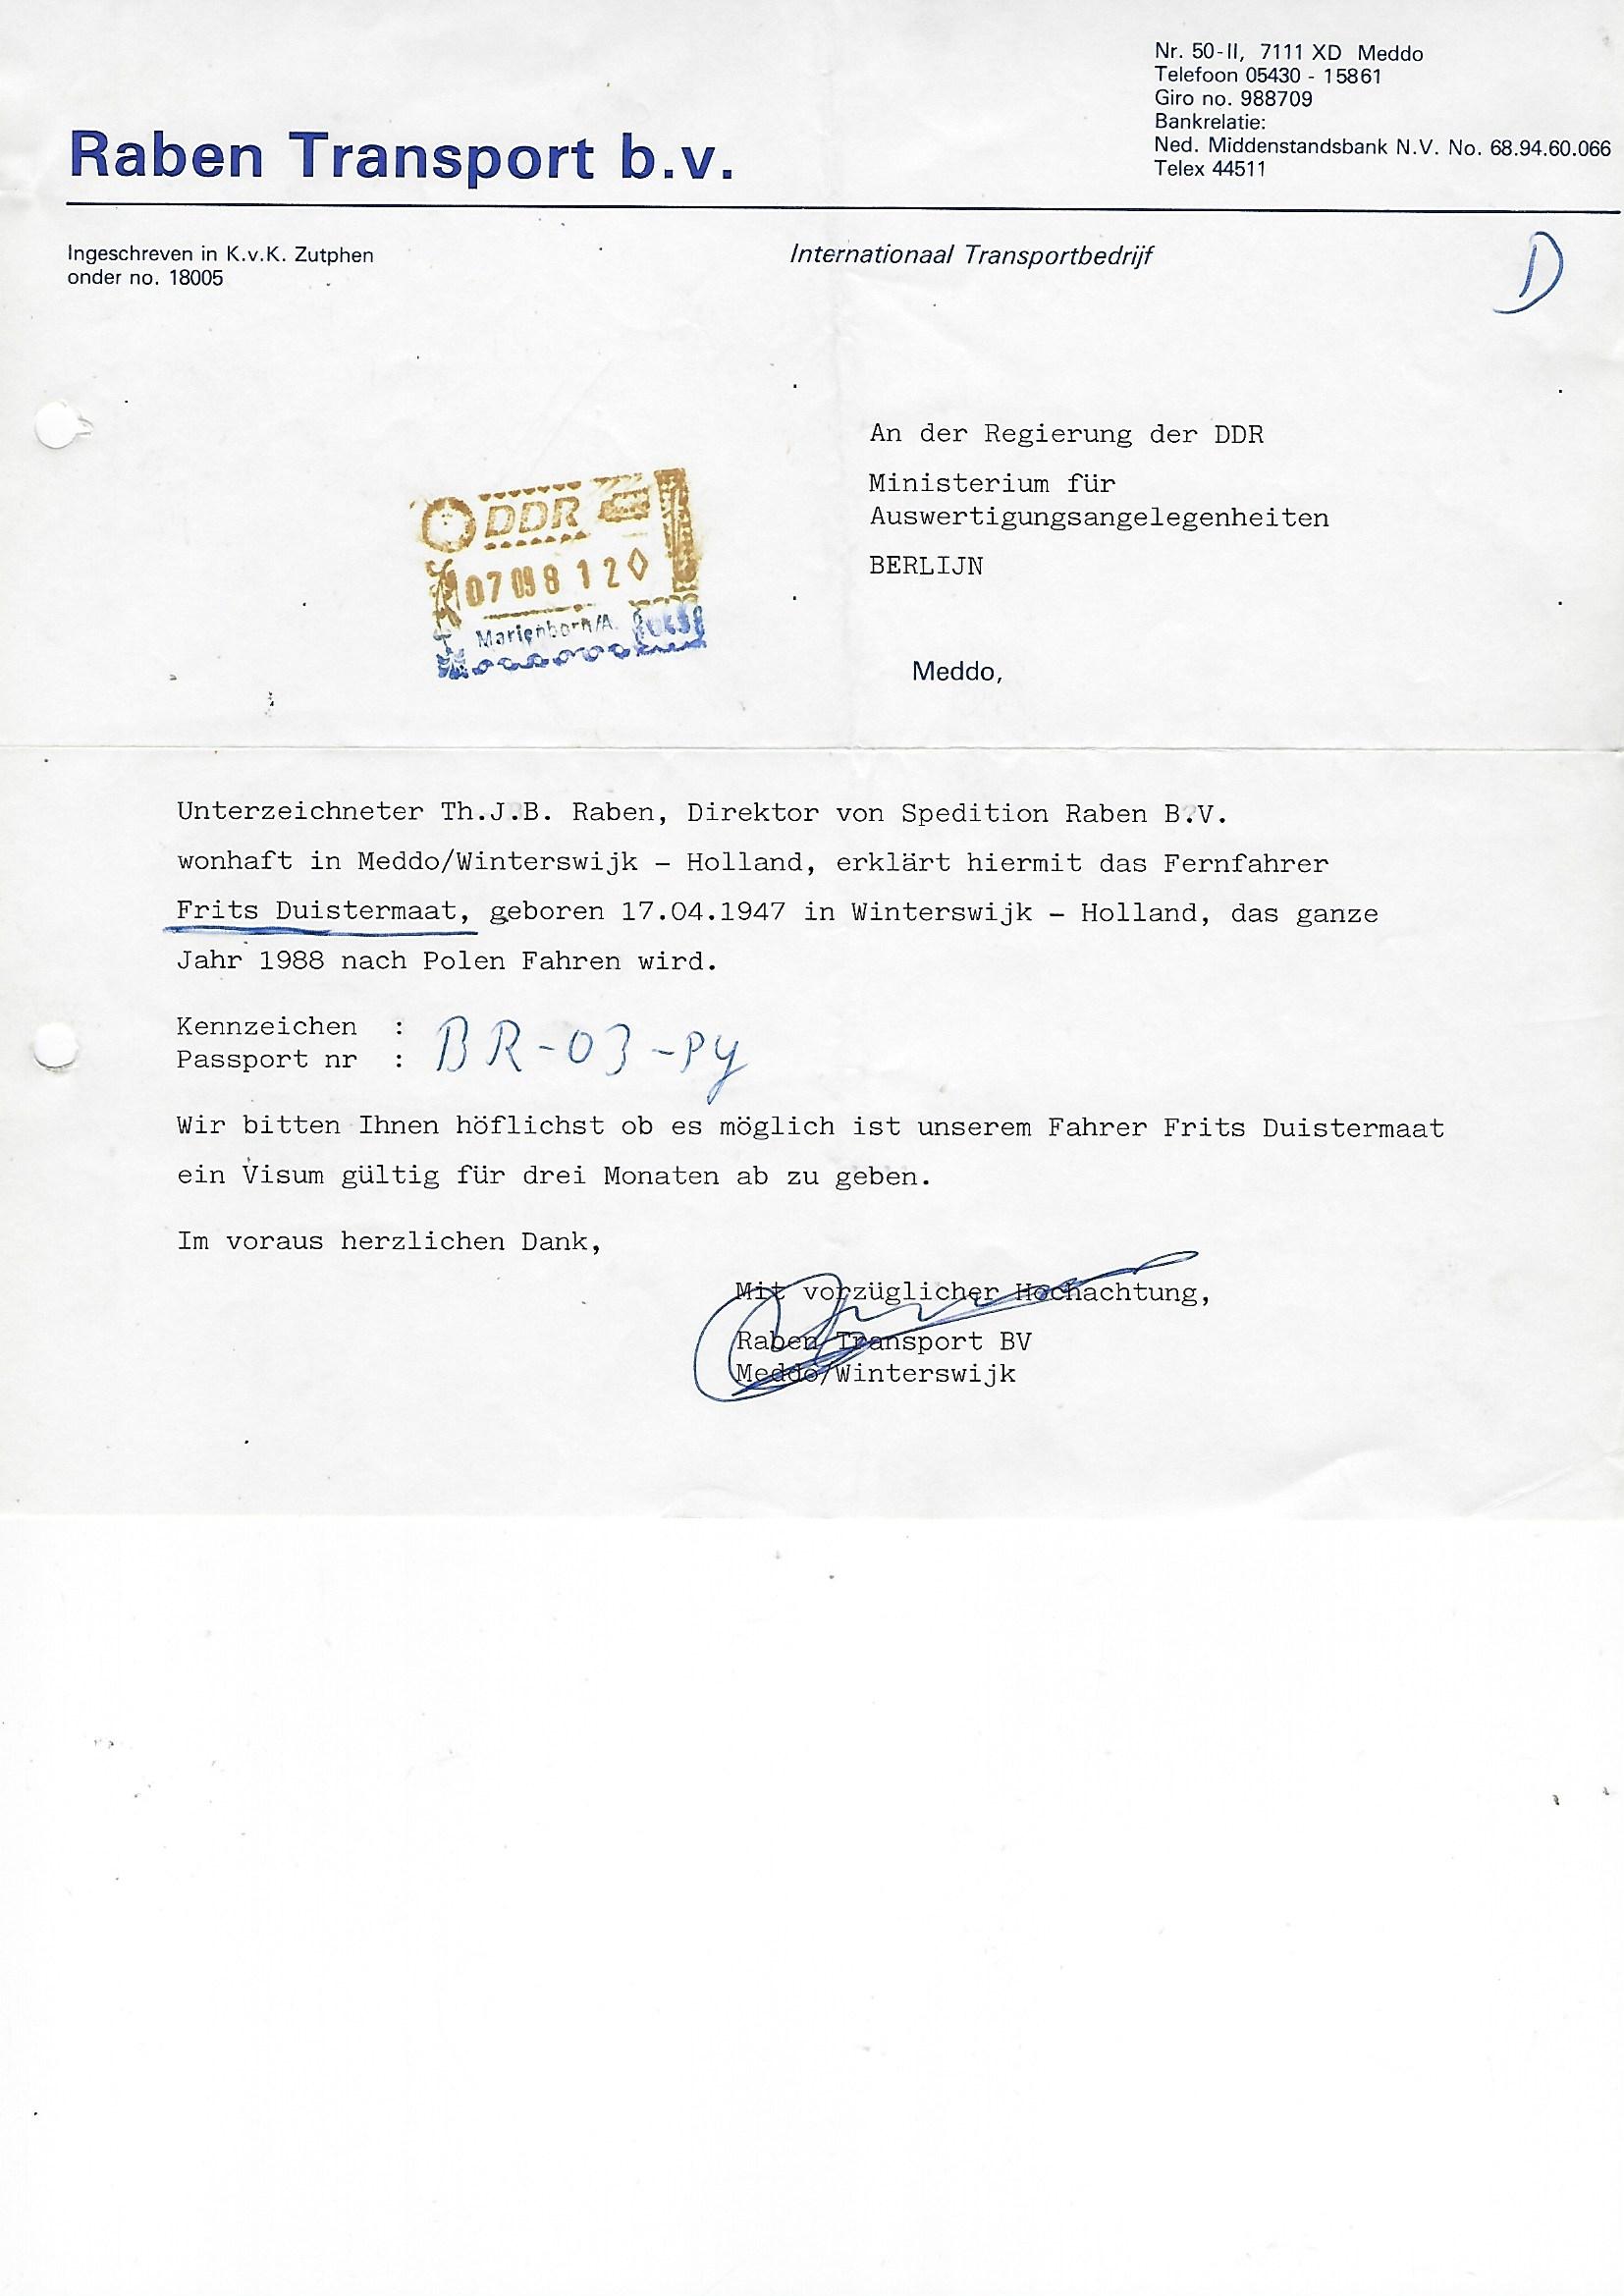 Nr. 50-II, 7111 XD Meddo
Telefoon 05430 - 15861
Giro no. 988709
Bankrelatie:
Ned. Middenstandsbank N.V. No. 68.94.60.066
Telex 44511
Raben Transport b.v.
Ingeschreven in K.v.K. Zutphen
onder no. 18005
Internationaal Transportbedrijf
D
An der Regierung der DDR
Ministerium für
Auswertigungsangelegenheiten
BERLIJN
DDR
07 09 8 1 2
Marienborn/A.
Meddo,
Unterzeichneter Th.J.B. Raben, Direktor von Spedition Raben B.V.
wonhaft in Meddo/Winterswijk - Holland, erklärt hiermit das Fernfahrer
Frits Duistermaat, geboren 17.04.1947 in Winterswijk - Holland, das ganze
Jahr 1988 nach Polen Fahren wird.
Kennzeichen :
Passport nr : BR-03-PY
Wir bitten Ihnen höflichst ob es möglich ist unserem Fahrer Frits Duistermaat
ein Visum gültig für drei Monaten ab zu geben.
Im voraus herzlichen Dank,
Mit vorzüglicher Hochachtung,
Raben Transport BV
Meddo/Winterswijk